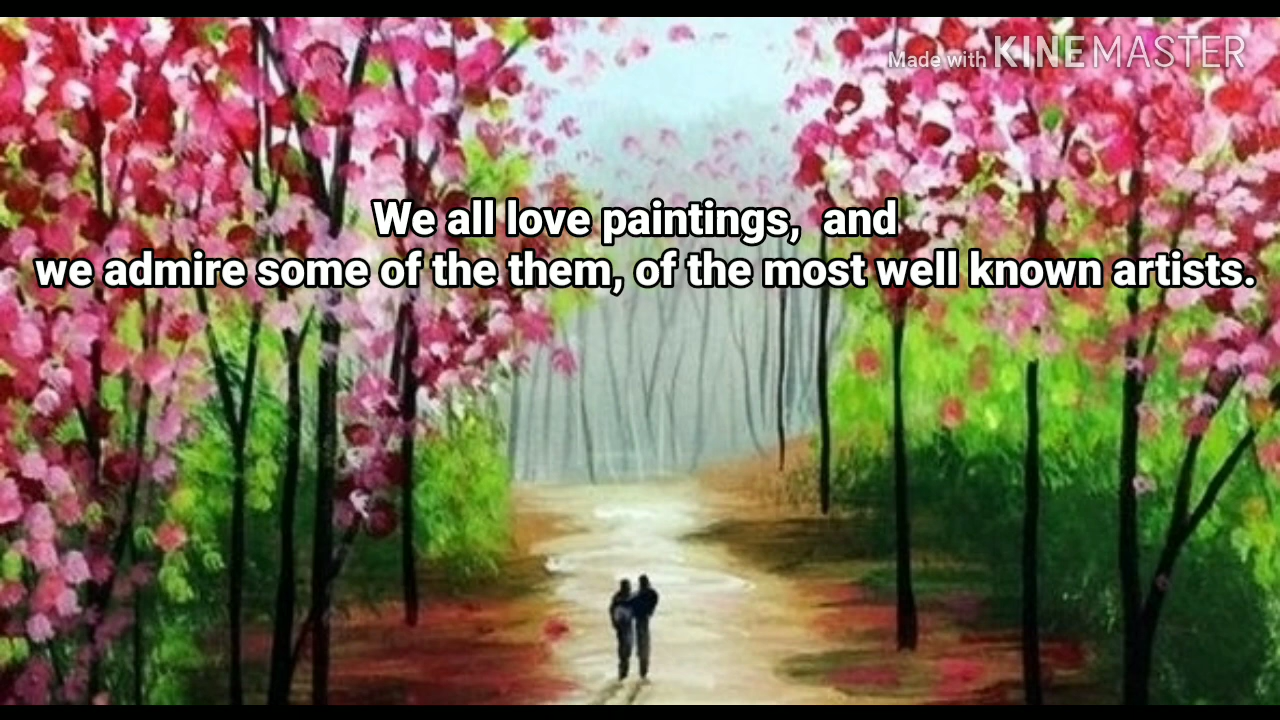 Made with KINEMASTER
We all love paintings,  and
we admire some of the them, of the most well known artists.